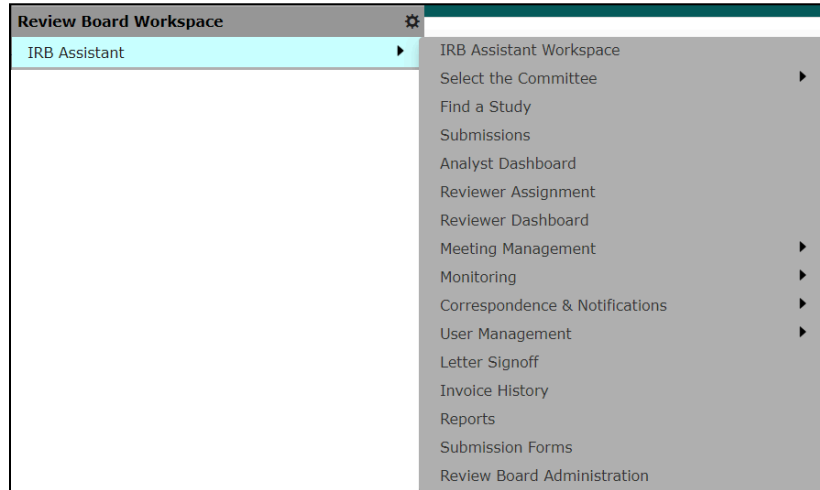 Review Board Workspace
IRB Assistant
IRB Assistant Workspace
Select the Committee
Find a Study
Submissions
Analyst Dashboard
Reviewer Assignment
Reviewer Dashboard
Meeting Management
Monitoring
Correspondence & Notifications
User Management
Letter Signoff
Invoice History
Reports
Submission Forms
Review Board Administration